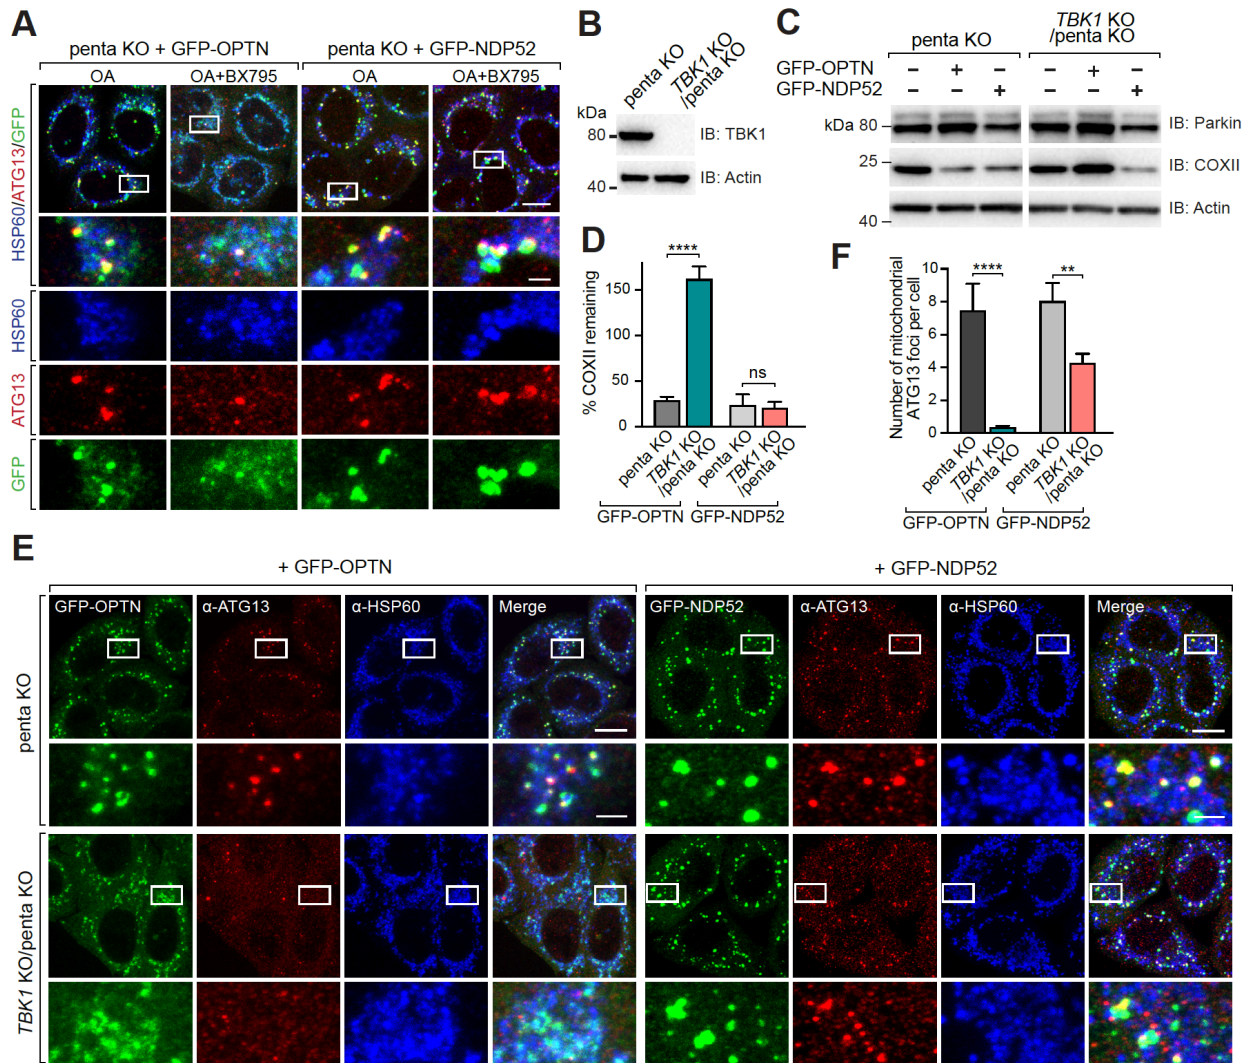 A
penta KO + GFP-OPTN
penta KO + GFP-NDP52
OA
OA+BX795
OA
OA+BX795
HSP60/ATG13/GFP
HSP60
ATG13
GFP
B
penta KO
TBK1 KO
/penta KO
kDa
80
IB: TBK1
40
IB: Actin
C
penta KO
TBK1 KO
/penta KO
GFP-OPTN – + – – + –
GFP-NDP52 – – + – – +
kDa 80
IB: Parkin
25
IB: COXII
40
IB: Actin
D
% COXII remaining
150
100
50
0
****
ns
penta KO
TBK1 KO
/penta KO
penta KO
TBK1 KO
/penta KO
GFP-OPTN
GFP-NDP52
F
Number of mitochondrial
ATG13 foci per cell
10
8
6
4
2
0
****
**
penta KO
TBK1 KO
/penta KO
penta KO
TBK1 KO
/penta KO
GFP-OPTN
GFP-NDP52
E
+ GFP-OPTN
+ GFP-NDP52
GFP-OPTN
α-ATG13
α-HSP60
Merge
GFP-NDP52
α-ATG13
α-HSP60
Merge
penta KO
TBK1 KO/penta KO